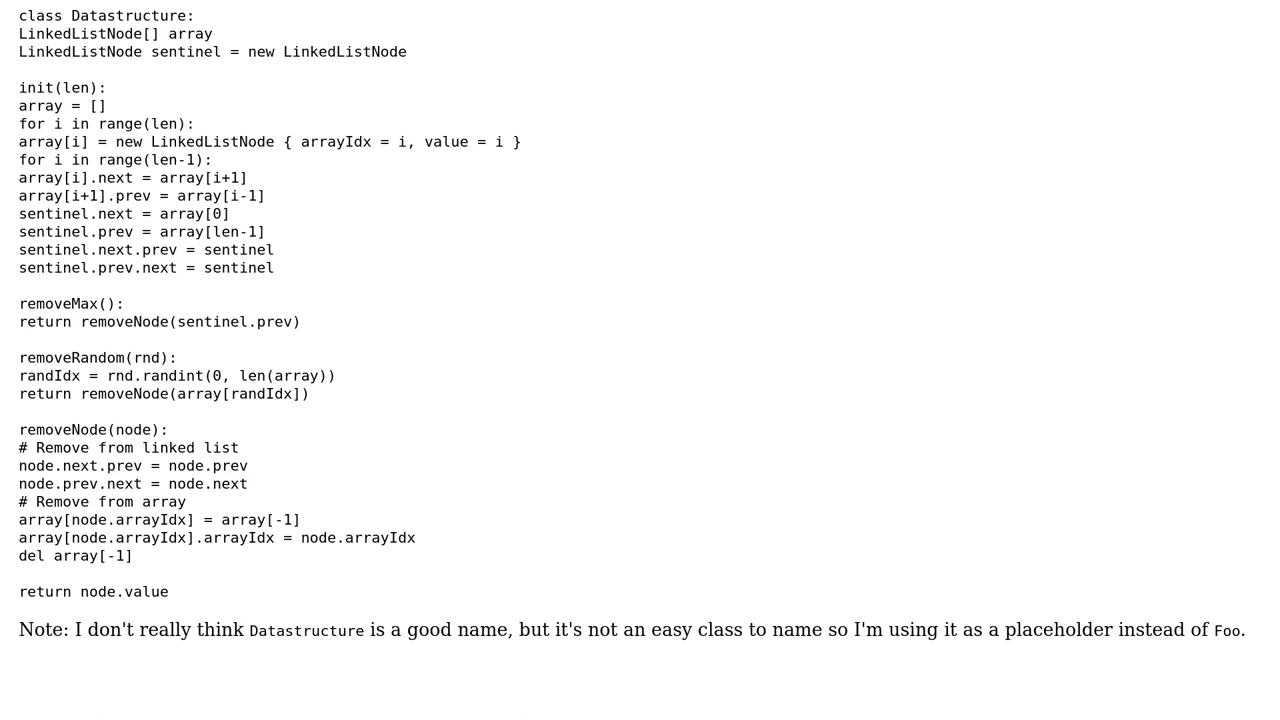 class Datastructure:
LinkedListNode[] array
LinkedListNode sentinel = new LinkedListNode
init(len):
array = []
for i in range(len):
array[i] = new LinkedListNode { arrayIdx = i, value = i }
for i in range(len-1):
array[i].next = array[i+1]
array[i+1].prev = array[i-1]
sentinel.next = array[0]
sentinel.prev = array[len-1]
sentinel.next.prev = sentinel
sentinel.prev.next = sentinel
removeMax():
return removeNode(sentinel.prev)
removeRandom(rnd):
randIdx = rnd.randint(0, len(array))
return removeNode(array[randIdx])
removeNode(node):
# Remove from linked list
node.next.prev = node.prev
node.prev.next = node.next
# Remove from array
array[node.arrayIdx] = array[-1]
array[node.arrayIdx].arrayIdx = node.arrayIdx
del array[-1]
return node.value
Note: I don't really think Datastructure is a good name, but it's not an easy class to name so I'm using it as a placeholder instead of Foo.